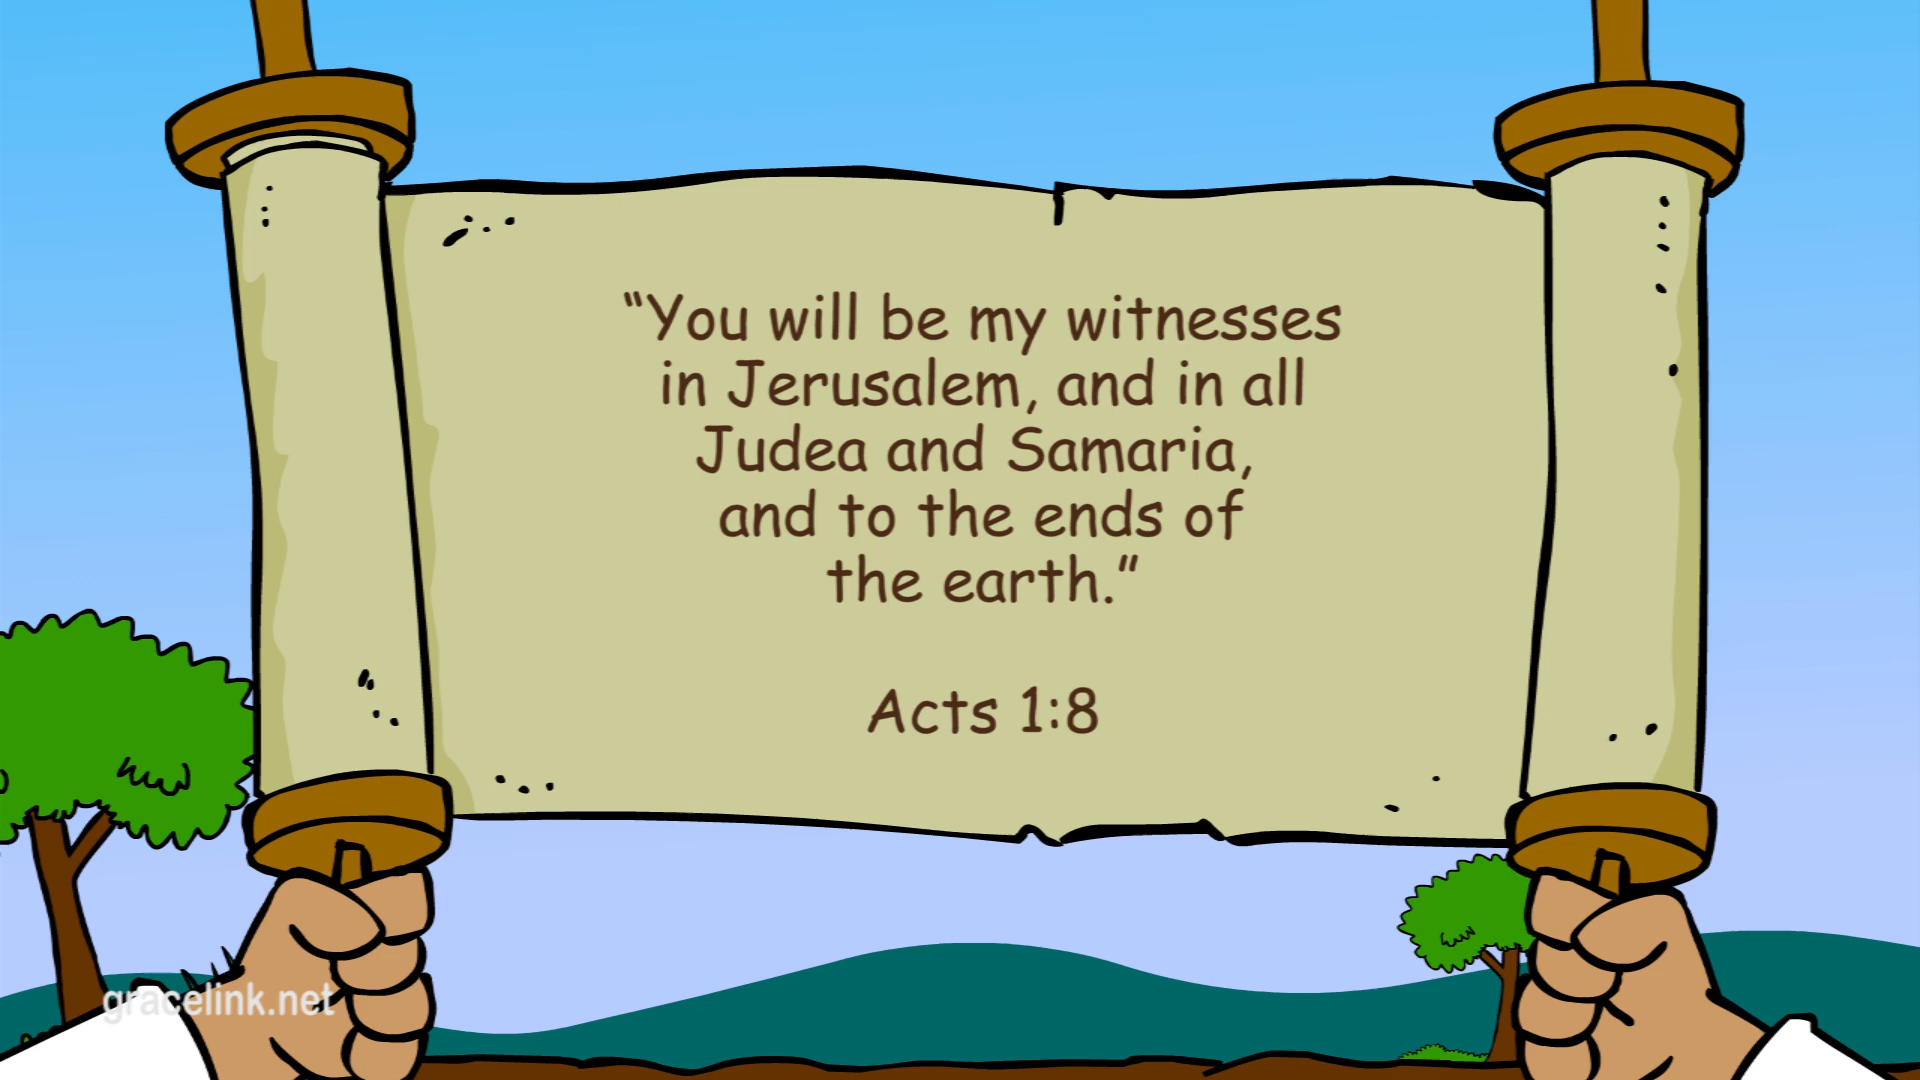 “You will be my witnesses
in Jerusalem, and in all
Judea and Samaria,
and to the ends of
the earth.”
Acts 1:8
gracelink.net